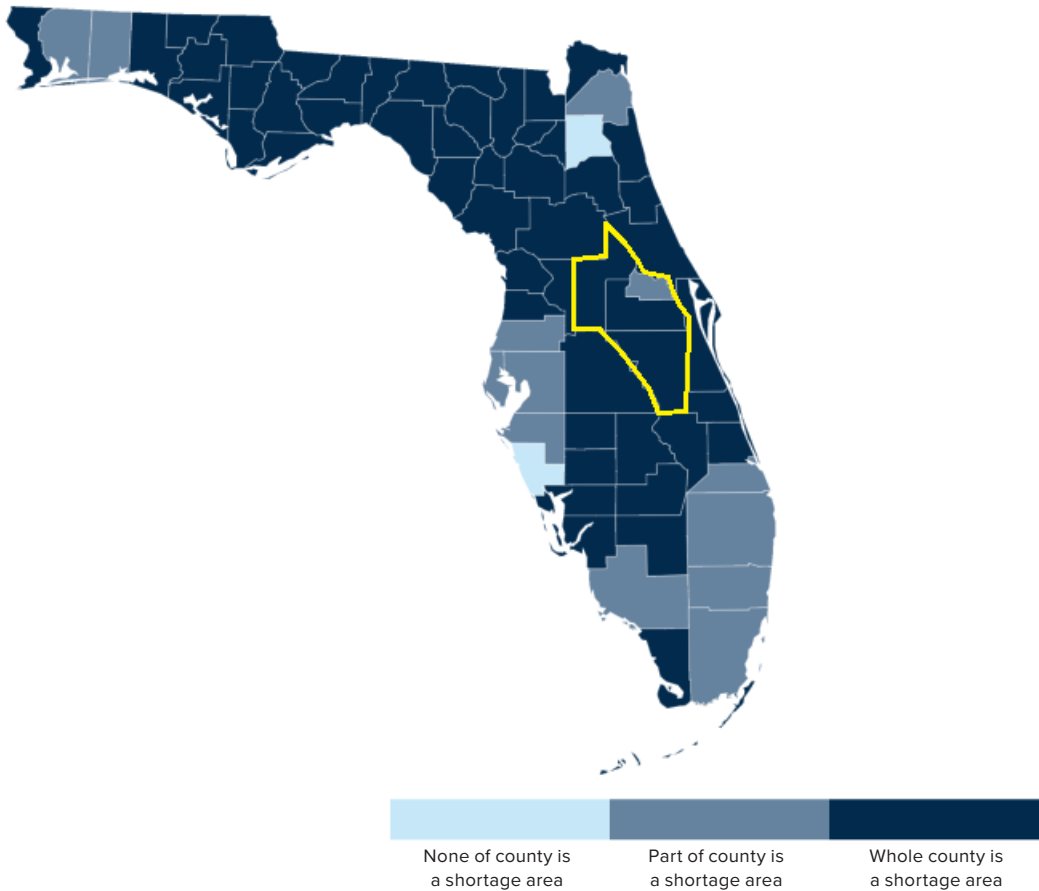 None of county is
a shortage area
Part of county is
a shortage area
Whole county is
a shortage area